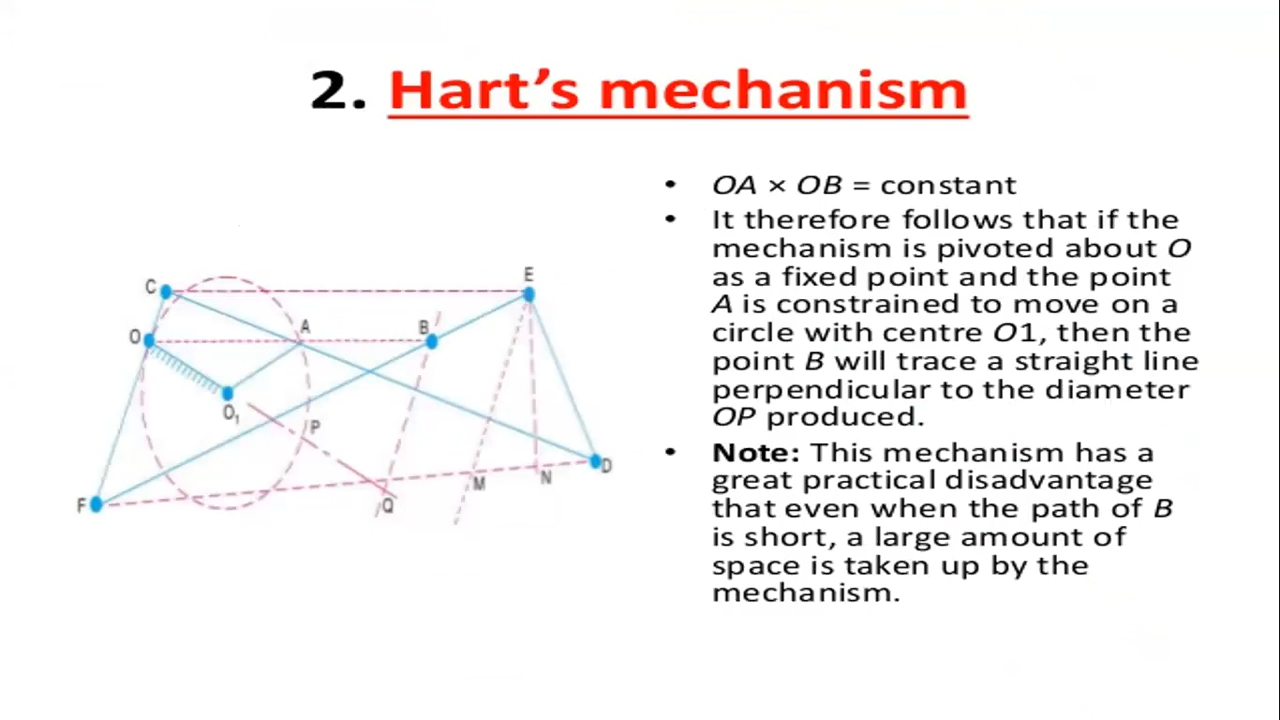 2. Hart’s mechanism
• OA × OB = constant
• It therefore follows that if the
mechanism is pivoted about O
as a fixed point and the point
A is constrained to move on a
circle with centre O1, then the
point B will trace a straight line
perpendicular to the diameter
OP produced.
• Note: This mechanism has a
great practical disadvantage
that even when the path of B
is short, a large amount of
space is taken up by the
mechanism.
C
E
O
A
B
O₁
P
F
Q
M
N
D